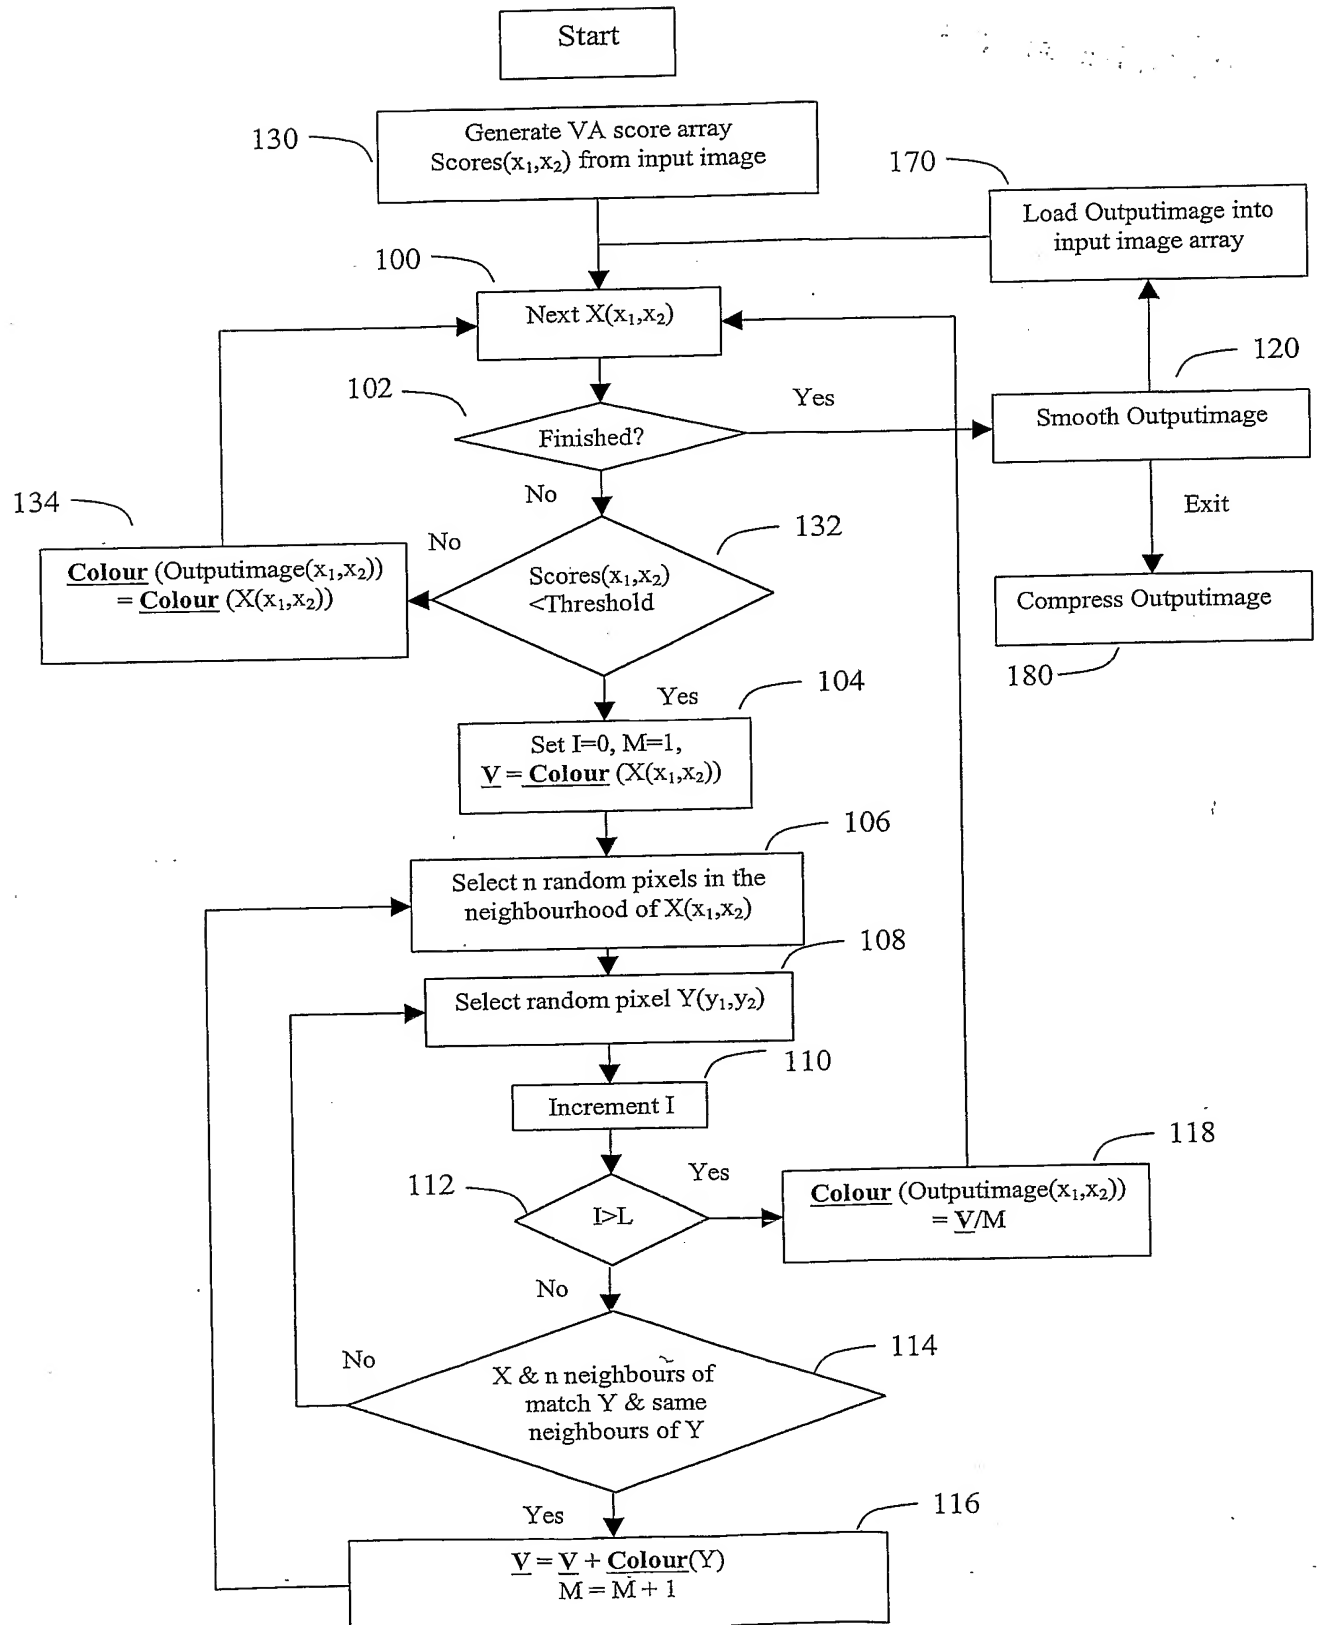 Start
130
Generate VA score array
Scores(x₁,x₂) from input image
170
Load Outputimage into
input image array
100
Next X(x₁,x₂)
102
Finished?
Yes
120
Smooth Outputimage
No
Exit
134
Colour (Outputimage(x₁,x₂))
= Colour (X(x₁,x₂))
No
132
Scores(x₁,x₂)
<Threshold
Compress Outputimage
180
Yes
104
Set I=0, M=1,
V = Colour (X(x₁,x₂))
106
Select n random pixels in the
neighbourhood of X(x₁,x₂)
108
Select random pixel Y(y₁,y₂)
110
Increment I
112
I>L
Yes
118
Colour (Outputimage(x₁,x₂))
= V/M
No
No
114
X & n neighbours of
match Y & same
neighbours of Y
Yes
116
V = V + Colour(Y)
M = M + 1